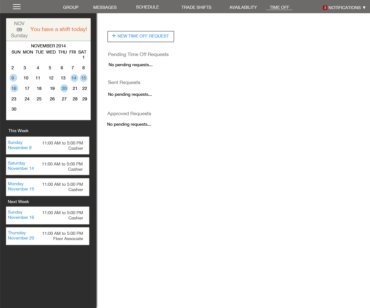 GROUP MESSAGES SCHEDULE TRADE SHIFTS AVAILABILITY TIME OFF NOTIFICATIONS ▼
NOV
09
Sunday
You have a shift today!
NOVEMBER 2014
SUN MON TUE WED THU FRI SAT
1
2 3 4 5 6 7 8
9 10 11 12 13 14 15
16 17 18 19 20 21 22
23 24 25 26 27 28 29
30
This Week
Sunday 11:00 AM to 5:00 PM
November 9 Cashier
Saturday 11:00 AM to 5:00 PM
November 14 Cashier
Monday 11:00 AM to 5:00 PM
November 15 Cashier
Next Week
Sunday 11:00 AM to 5:00 PM
November 16 Cashier
Thursday 11:00 AM to 5:00 PM
November 20 Floor Associate
+ NEW TIME OFF REQUEST
Pending Time Off Requests
No pending requests...
Sent Requests
No pending requests...
Approved Requests
No pending requests...